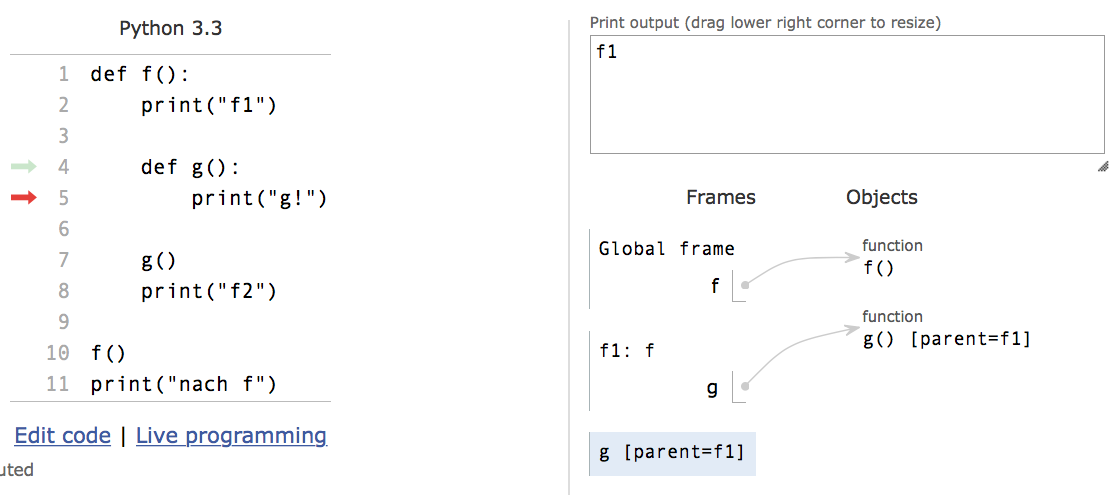 Python 3.3
1 def f():
2     print("f1")
3
4     def g():
5         print("g!")
6
7     g()
8     print("f2")
9
10 f()
11 print("nach f")
Edit code | Live programming
uted
Print output (drag lower right corner to resize)
f1
Frames Objects
Global frame
f
function
f()
f1: f
g
function
g() [parent=f1]
g [parent=f1]